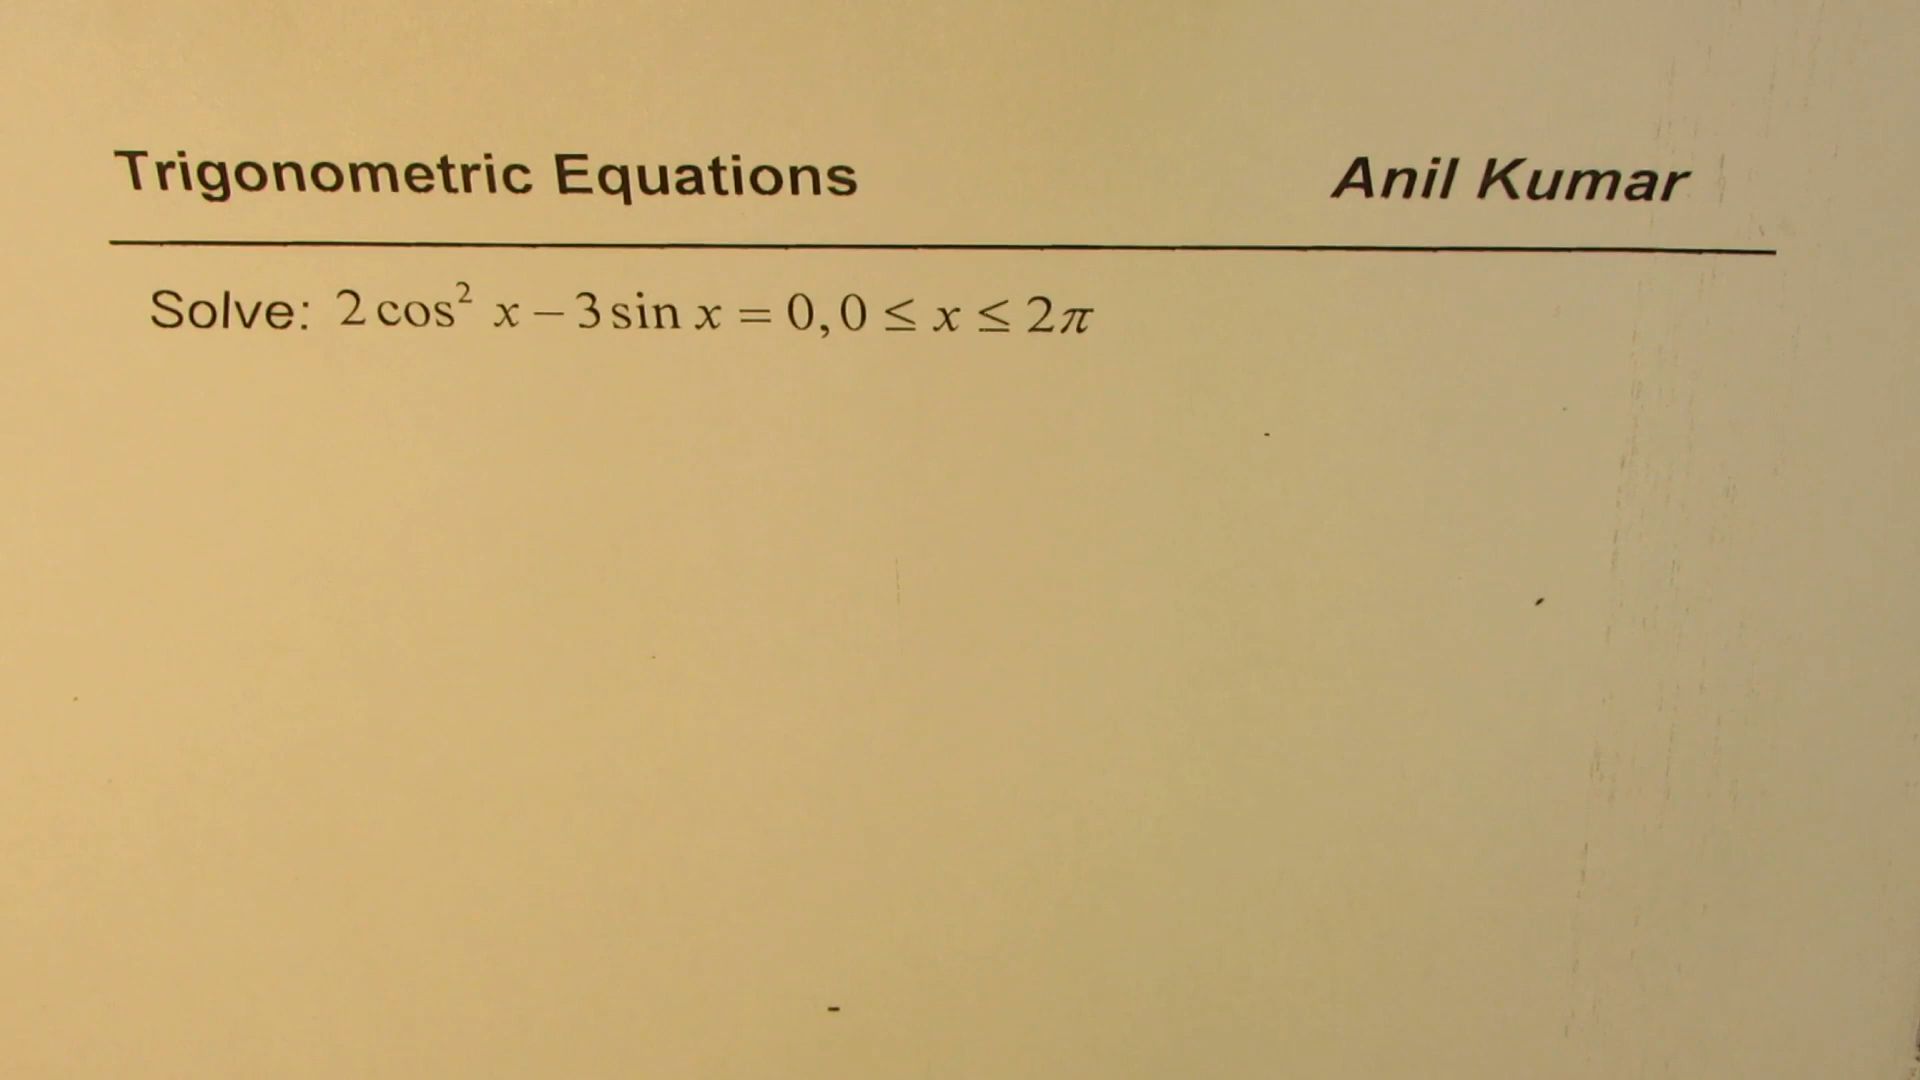 Trigonometric Equations Anil Kumar
Solve: 2 cos² x − 3 sin x = 0, 0 ≤ x ≤ 2π